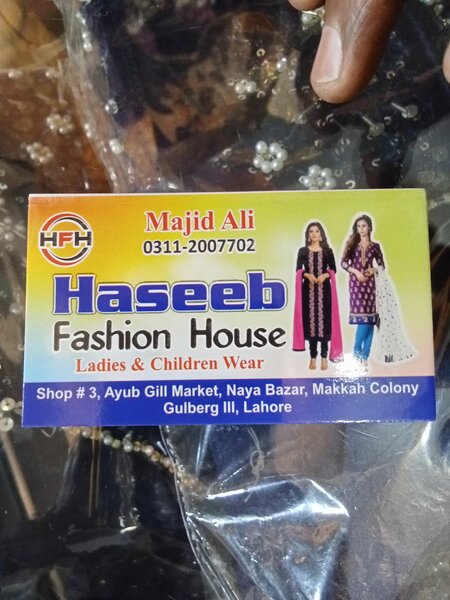 HFH
Majid Ali
0311-2007702
Haseeb
Fashion House
Ladies & Children Wear
Shop # 3, Ayub Gill Market, Naya Bazar, Makkah Colony
Gulberg III, Lahore